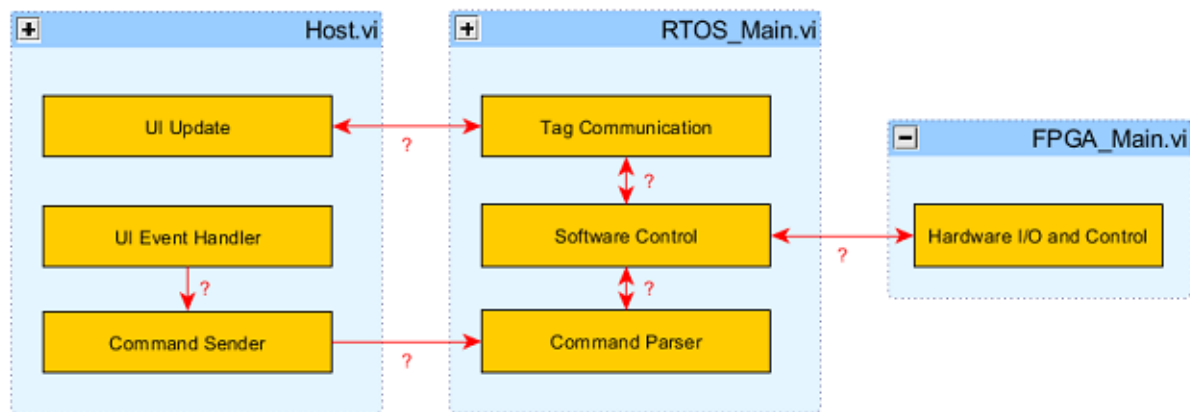 Host.vi
UI Update
UI Event Handler
?
Command Sender
?
?
RTOS_Main.vi
Tag Communication
?
Software Control
?
Command Parser
?
FPGA_Main.vi
Hardware I/O and Control